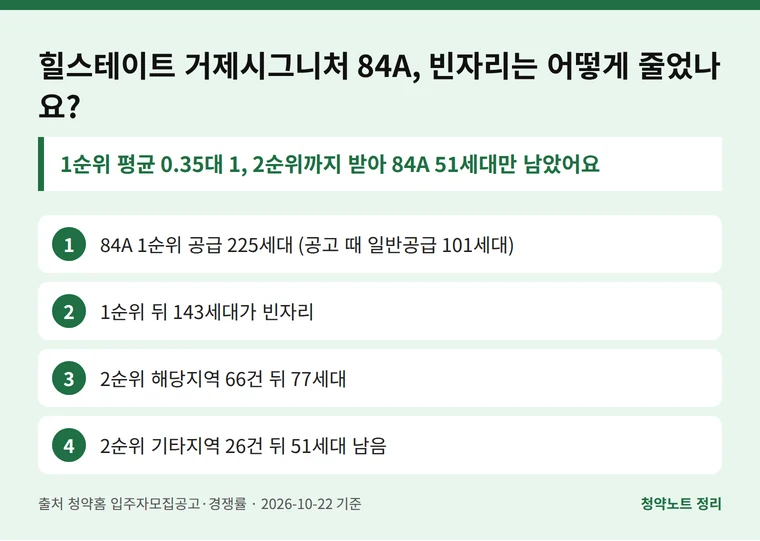 힐스테이트 거제시그니처 84A, 빈자리는 어떻게 줄었나
요?
1순위 평균 0.35대 1, 2순위까지 받아 84A 51세대만 남았어요
1 84A 1순위 공급 225세대 (공고 때 일반공급 101세대)
2 1순위 뒤 143세대가 빈자리
3 2순위 해당지역 66건 뒤 77세대
4 2순위 기타지역 26건 뒤 51세대 남음
출처 청약홈 입주자모집공고·경쟁률 · 2026-10-22 기준 청약노트 정리